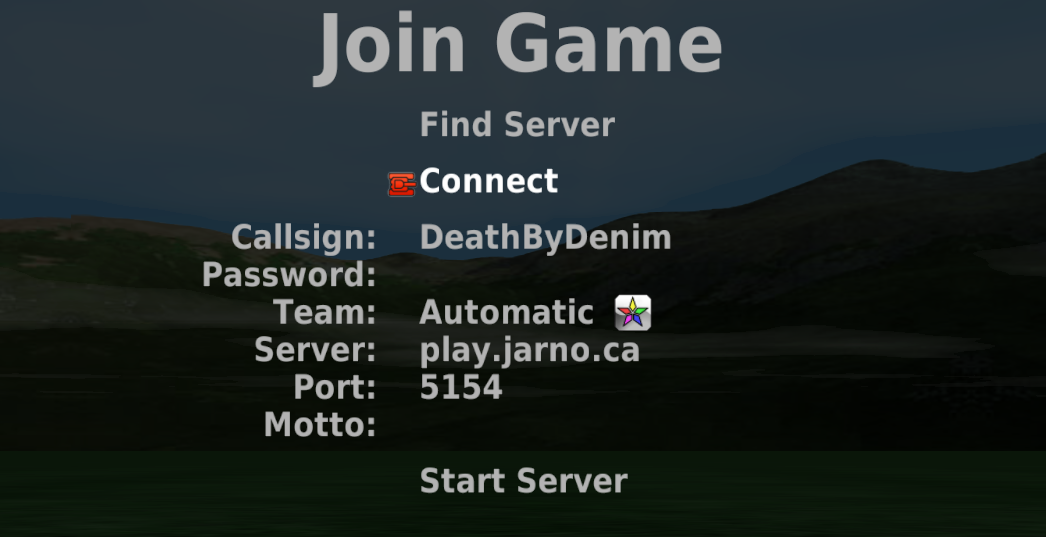 Join Game
Find Server
Connect
Callsign: DeathByDenim
Password:
Team: Automatic
Server: play.jarno.ca
Port: 5154
Motto:
Start Server